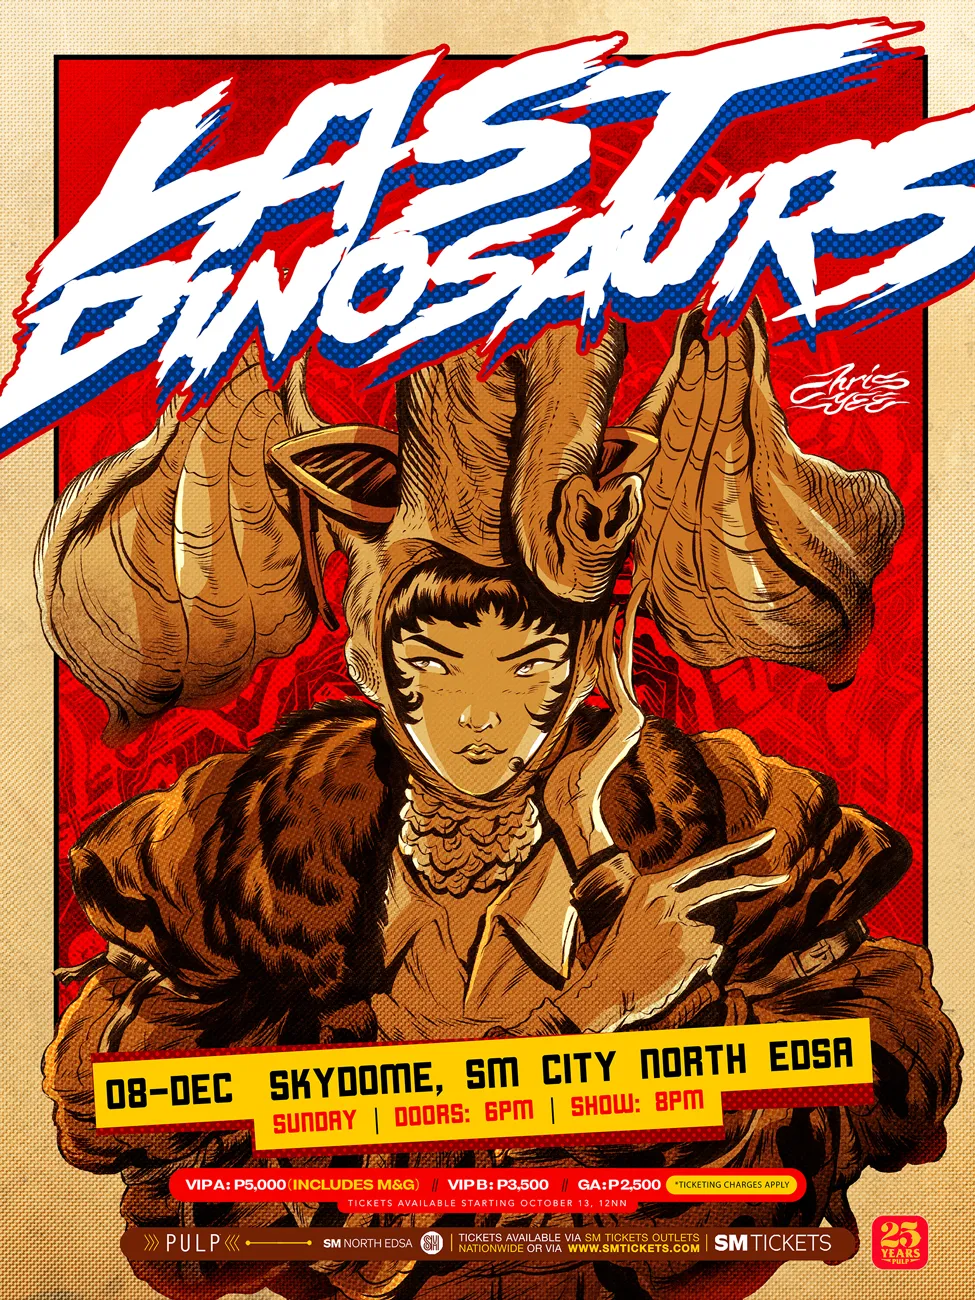 LAST
DINOSAURS
Chris
yee
08-DEC SKYDOME, SM CITY NORTH EDSA
SUNDAY | DOORS: 6PM | SHOW: 8PM
VIP A: P5,000 (INCLUDES M&G) // VIP B: P3,500 // GA: P2,500 *TICKETING CHARGES APPLY
TICKETS AVAILABLE STARTING OCTOBER 13, 12NN
PULP
SM NORTH EDSA
SM
TICKETS AVAILABLE VIA SM TICKETS OUTLETS
NATIONWIDE OR VIA WWW.SMTICKETS.COM
SMTICKETS
25
YEARS
PULP